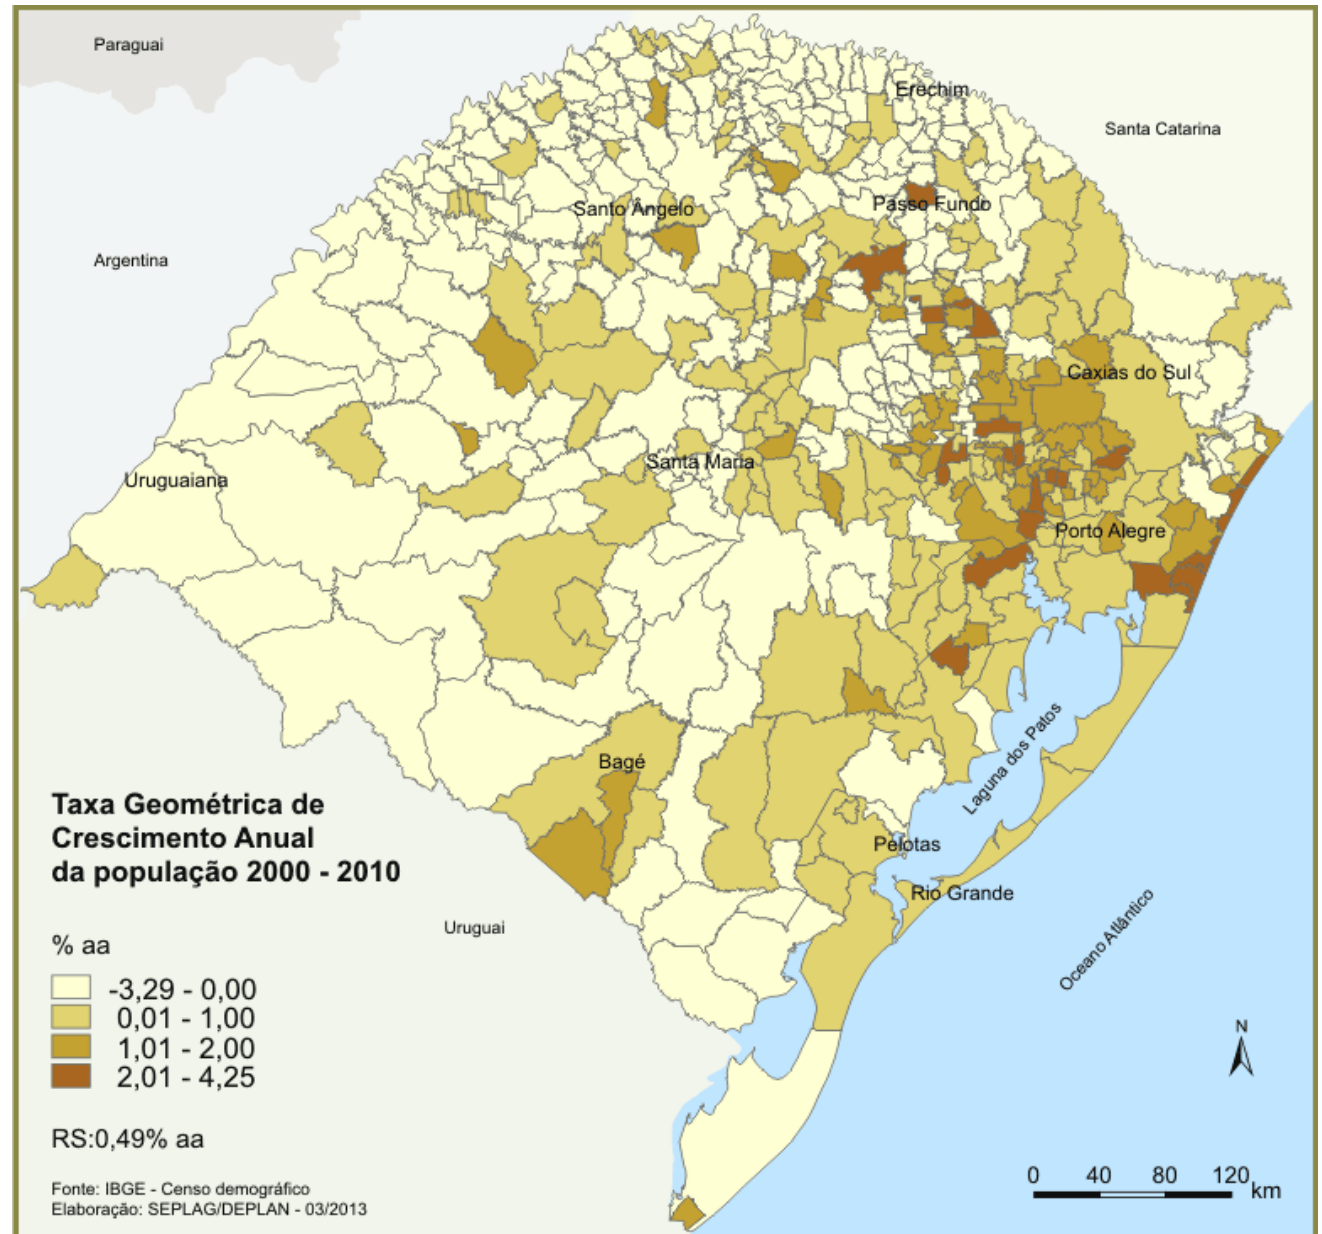 Paraguai
Erechim
Santa Catarina
Passo Fundo
Santo Ângelo
Argentina
Caxias do Sul
Santa Maria
Uruguaiana
Porto Alegre
Laguna dos Patos
Bagé
Taxa Geométrica de
Crescimento Anual
da população 2000 - 2010
Pelotas
Rio Grande
Uruguai
Oceano Atlântico
% aa
-3,29 - 0,00
0,01 - 1,00
1,01 - 2,00
2,01 - 4,25
RS:0,49% aa
N
0 40 80 120 km
Fonte: IBGE - Censo demográfico
Elaboração: SEPLAG/DEPLAN - 03/2013